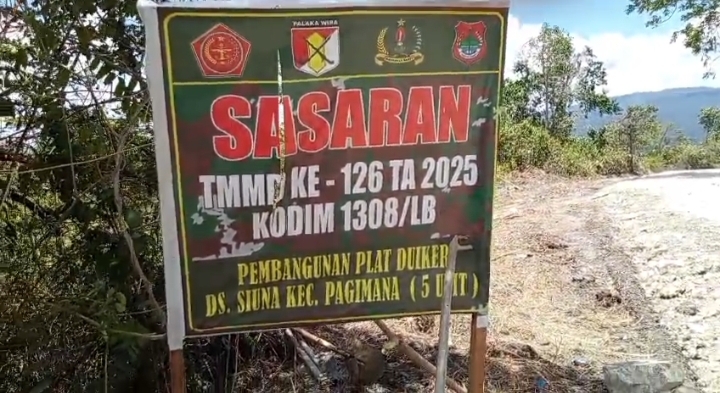 PALAKA WIRA
SASARAN
TMMD KE - 126 TA 2025
KODIM 1308/LB
PEMBANGUNAN PLAT DUIKER
DS. SIUNA KEC. PAGIMANA ( 5 UNIT )